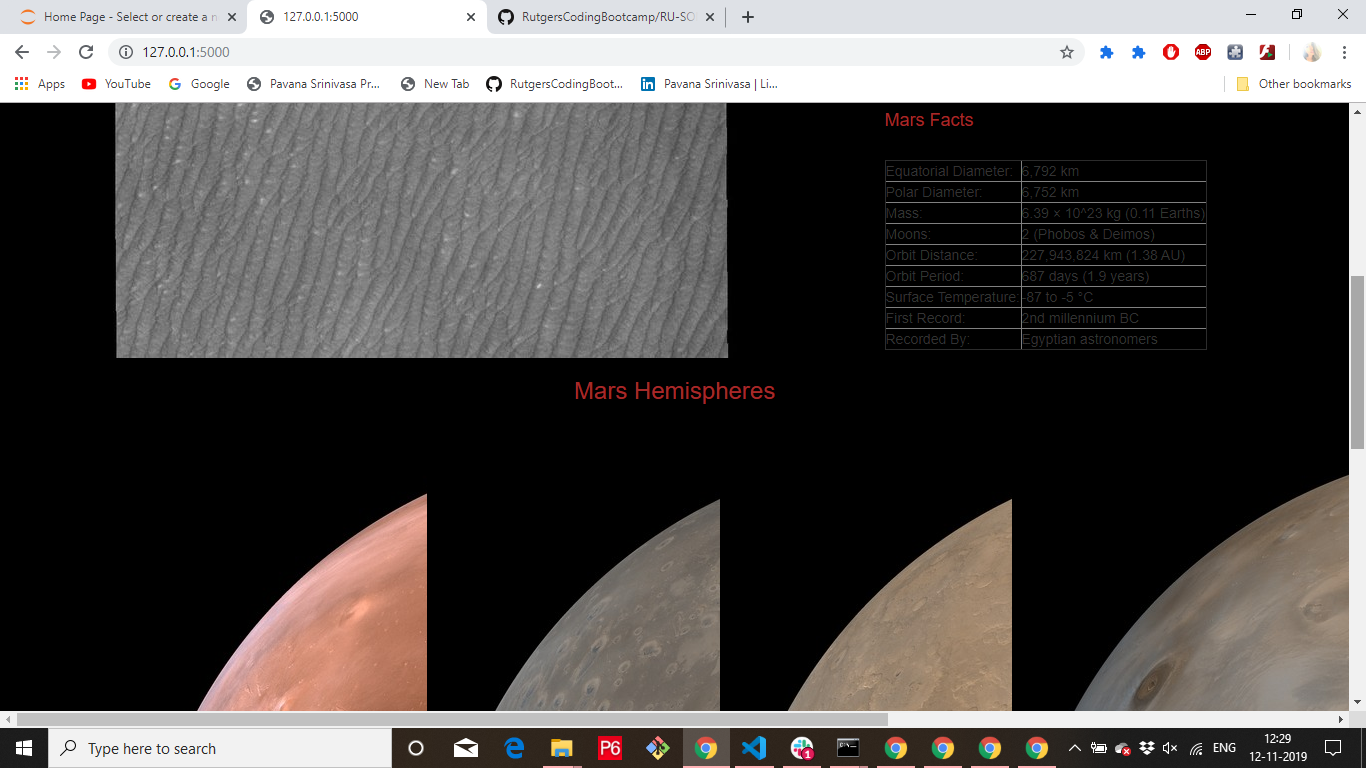 Home Page - Select or create a n
127.0.0.1:5000
RutgersCodingBootcamp/RU-SO
127.0.0.1:5000
ABP
Apps
YouTube
Google
Pavana Srinivasa Pr...
New Tab
RutgersCodingBoot...
Pavana Srinivasa | Li...
Other bookmarks
Mars Facts
Equatorial Diameter: 6,792 km
Polar Diameter: 6,752 km
Mass: 6.39 × 10^23 kg (0.11 Earths)
Moons: 2 (Phobos & Deimos)
Orbit Distance: 227,943,824 km (1.38 AU)
Orbit Period: 687 days (1.9 years)
Surface Temperature: -87 to -5 °C
First Record: 2nd millennium BC
Recorded By: Egyptian astronomers
Mars Hemispheres
Type here to search
P6
1
ENG
12:29
12-11-2019